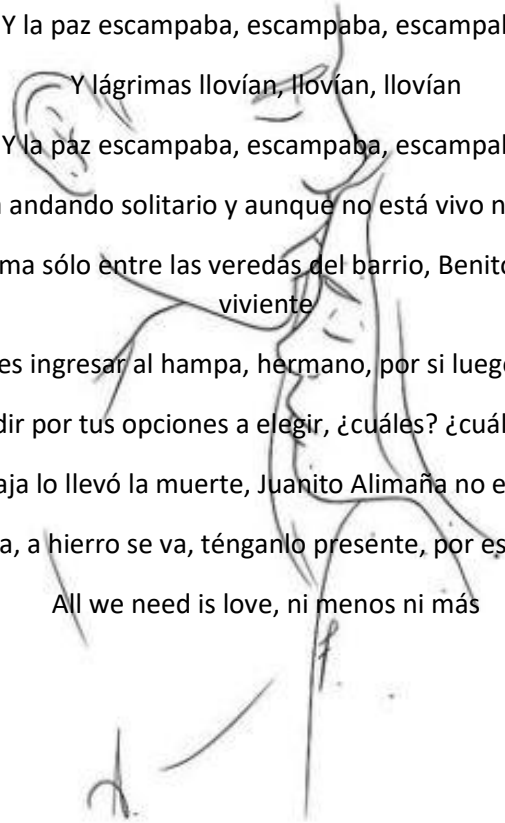 Y la paz escampaba, escampaba, escampal
Y lágrimas llovían, llovían, llovían
Y la paz escampaba, escampaba, escampal
andando solitario y aunque no está vivo n
ma sólo entre las veredas del barrio, Benito
viviente
es ingresar al hampa, hermano, por si luego
dir por tus opciones a elegir, ¿cuáles? ¿cuál
aja lo llevó la muerte, Juanito Alimaña no e
a, a hierro se va, ténganlo presente, por es
All we need is love, ni menos ni más